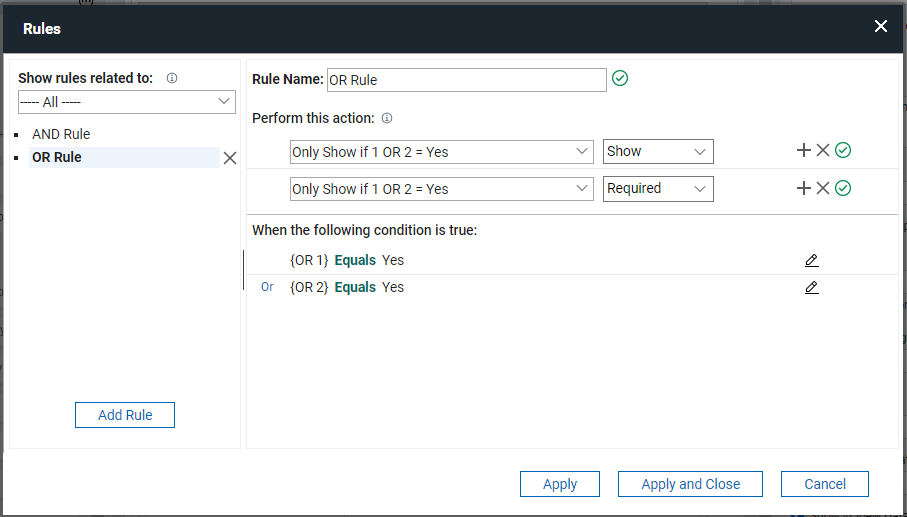 Rules
Show rules related to:
----- All -----
AND Rule
OR Rule
Add Rule
Rule Name: OR Rule
Perform this action:
Only Show if 1 OR 2 = Yes Show
Only Show if 1 OR 2 = Yes Required
When the following condition is true:
{OR 1} Equals Yes
Or {OR 2} Equals Yes
Apply Apply and Close Cancel